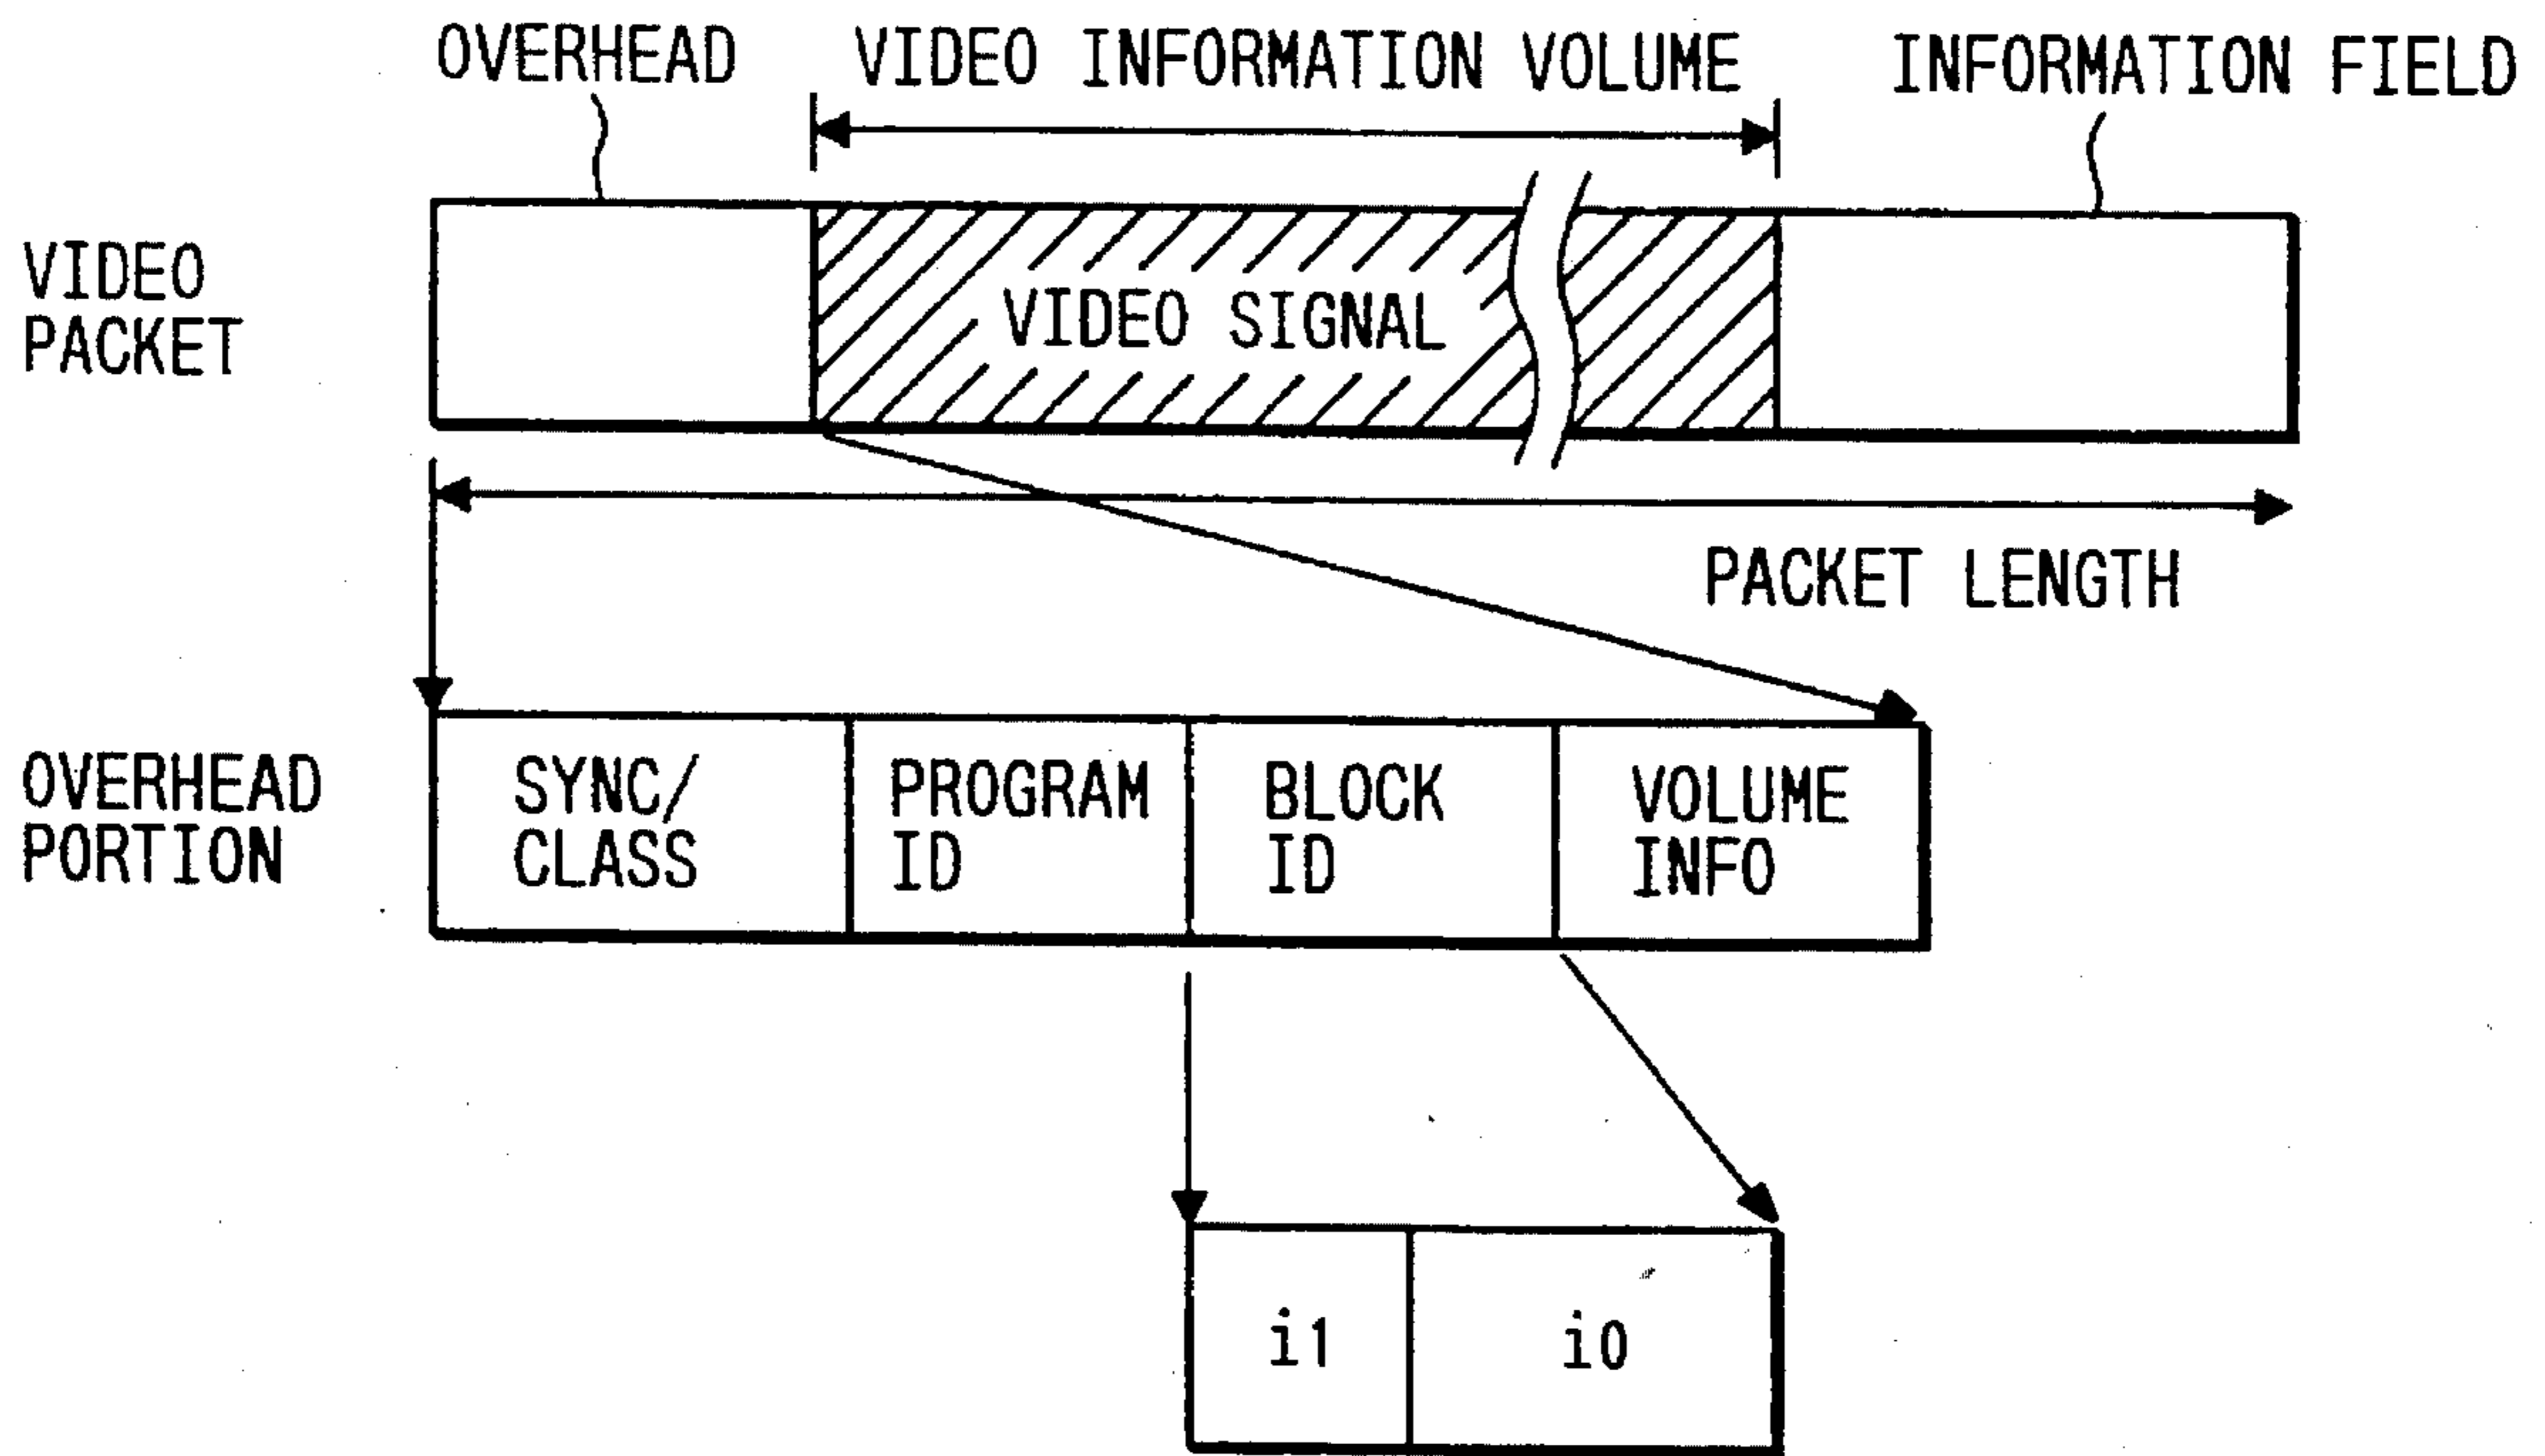 OVERHEAD
VIDEO INFORMATION VOLUME
INFORMATION FIELD
VIDEO
PACKET
VIDEO SIGNAL
PACKET LENGTH
OVERHEAD
PORTION
SYNC/
CLASS
PROGRAM
ID
BLOCK
ID
VOLUME
INFO
i1
i0